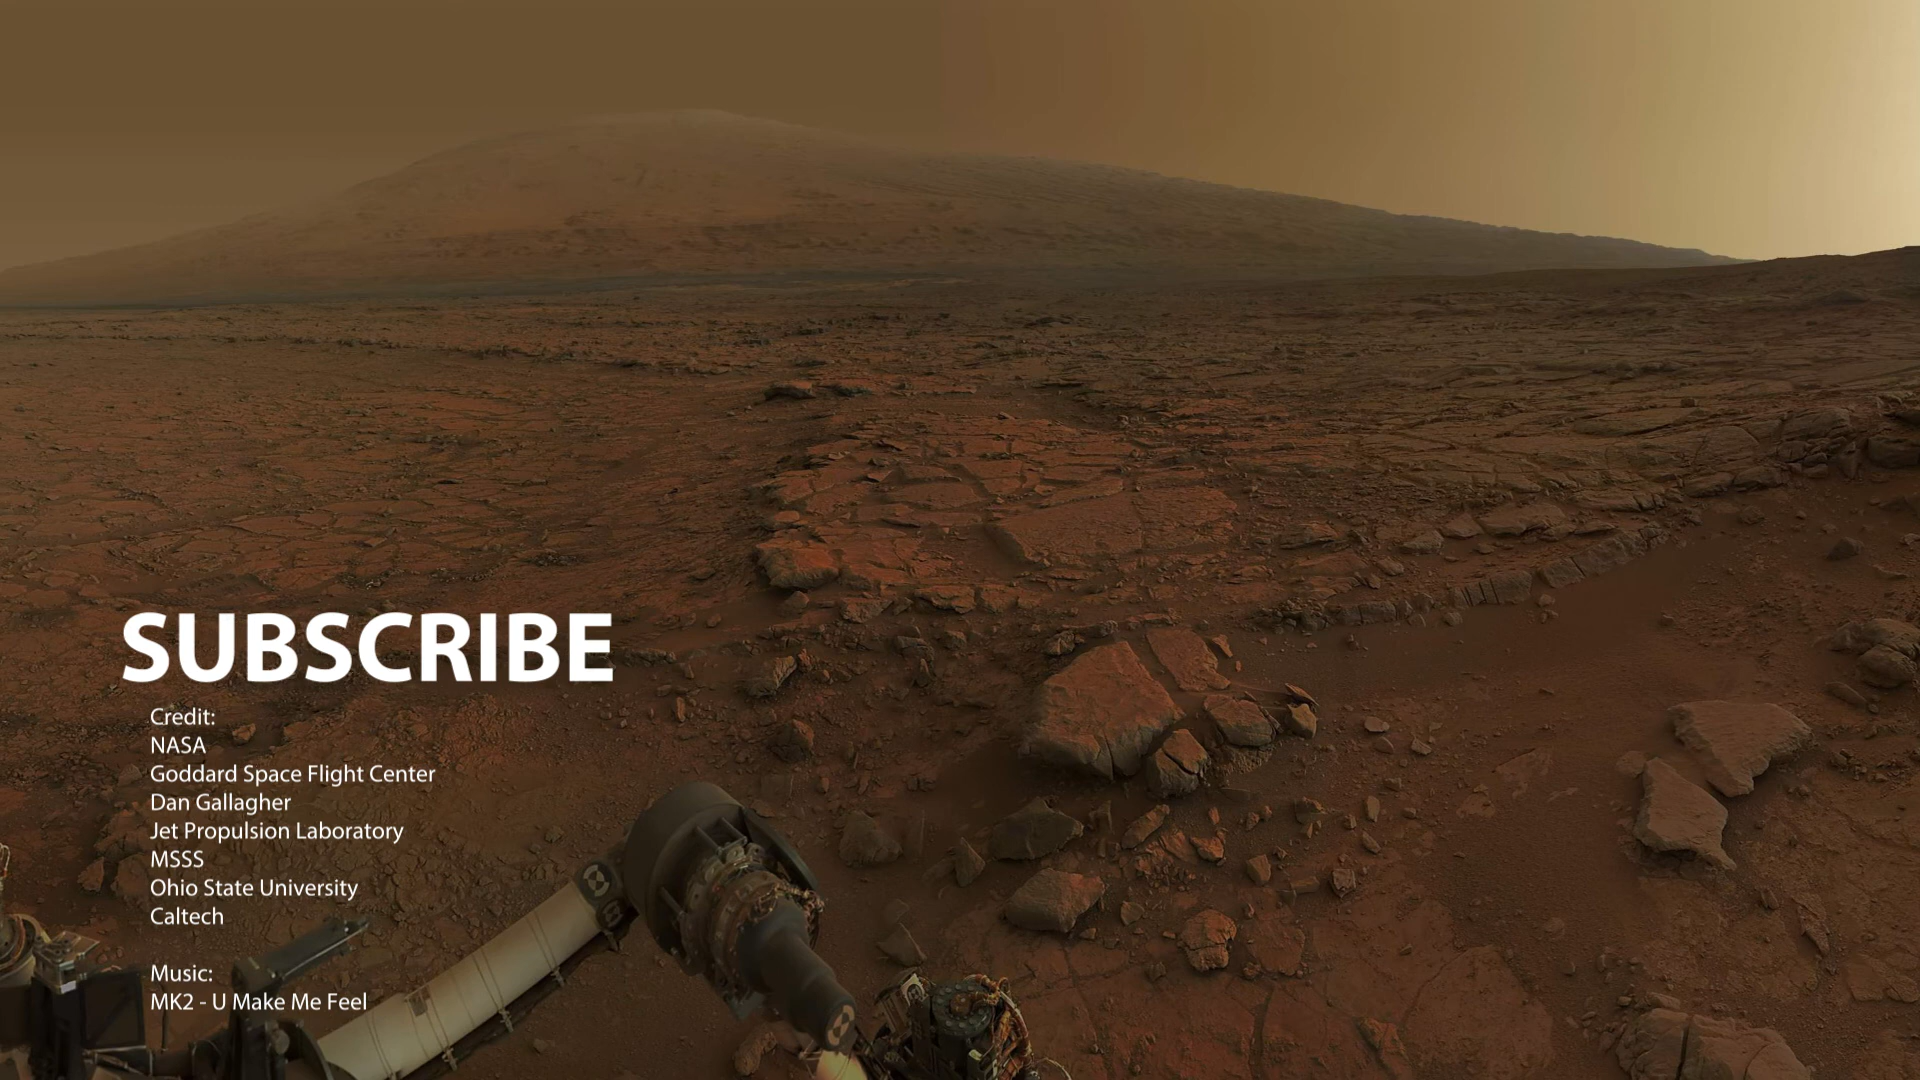 SUBSCRIBE
Credit:
NASA
Goddard Space Flight Center
Dan Gallagher
Jet Propulsion Laboratory
MSSS
Ohio State University
Caltech
Music:
MK2 - U Make Me Feel